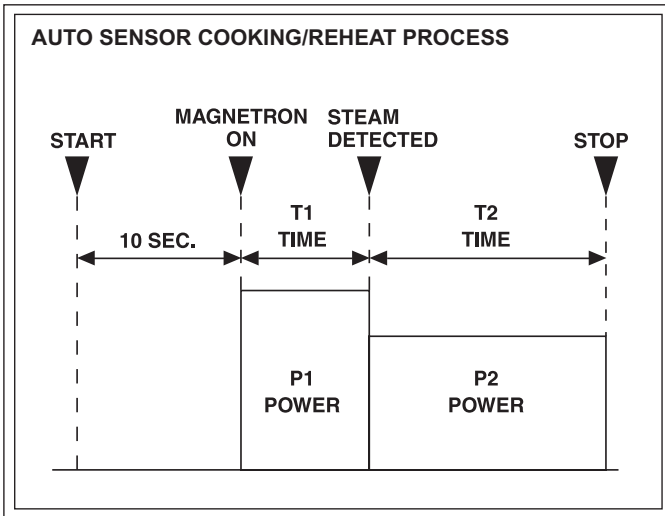 AUTO SENSOR COOKING/REHEAT PROCESS
START
MAGNETRON
ON
STEAM
DETECTED
STOP
10 SEC.
T1
TIME
T2
TIME
P1
POWER
P2
POWER